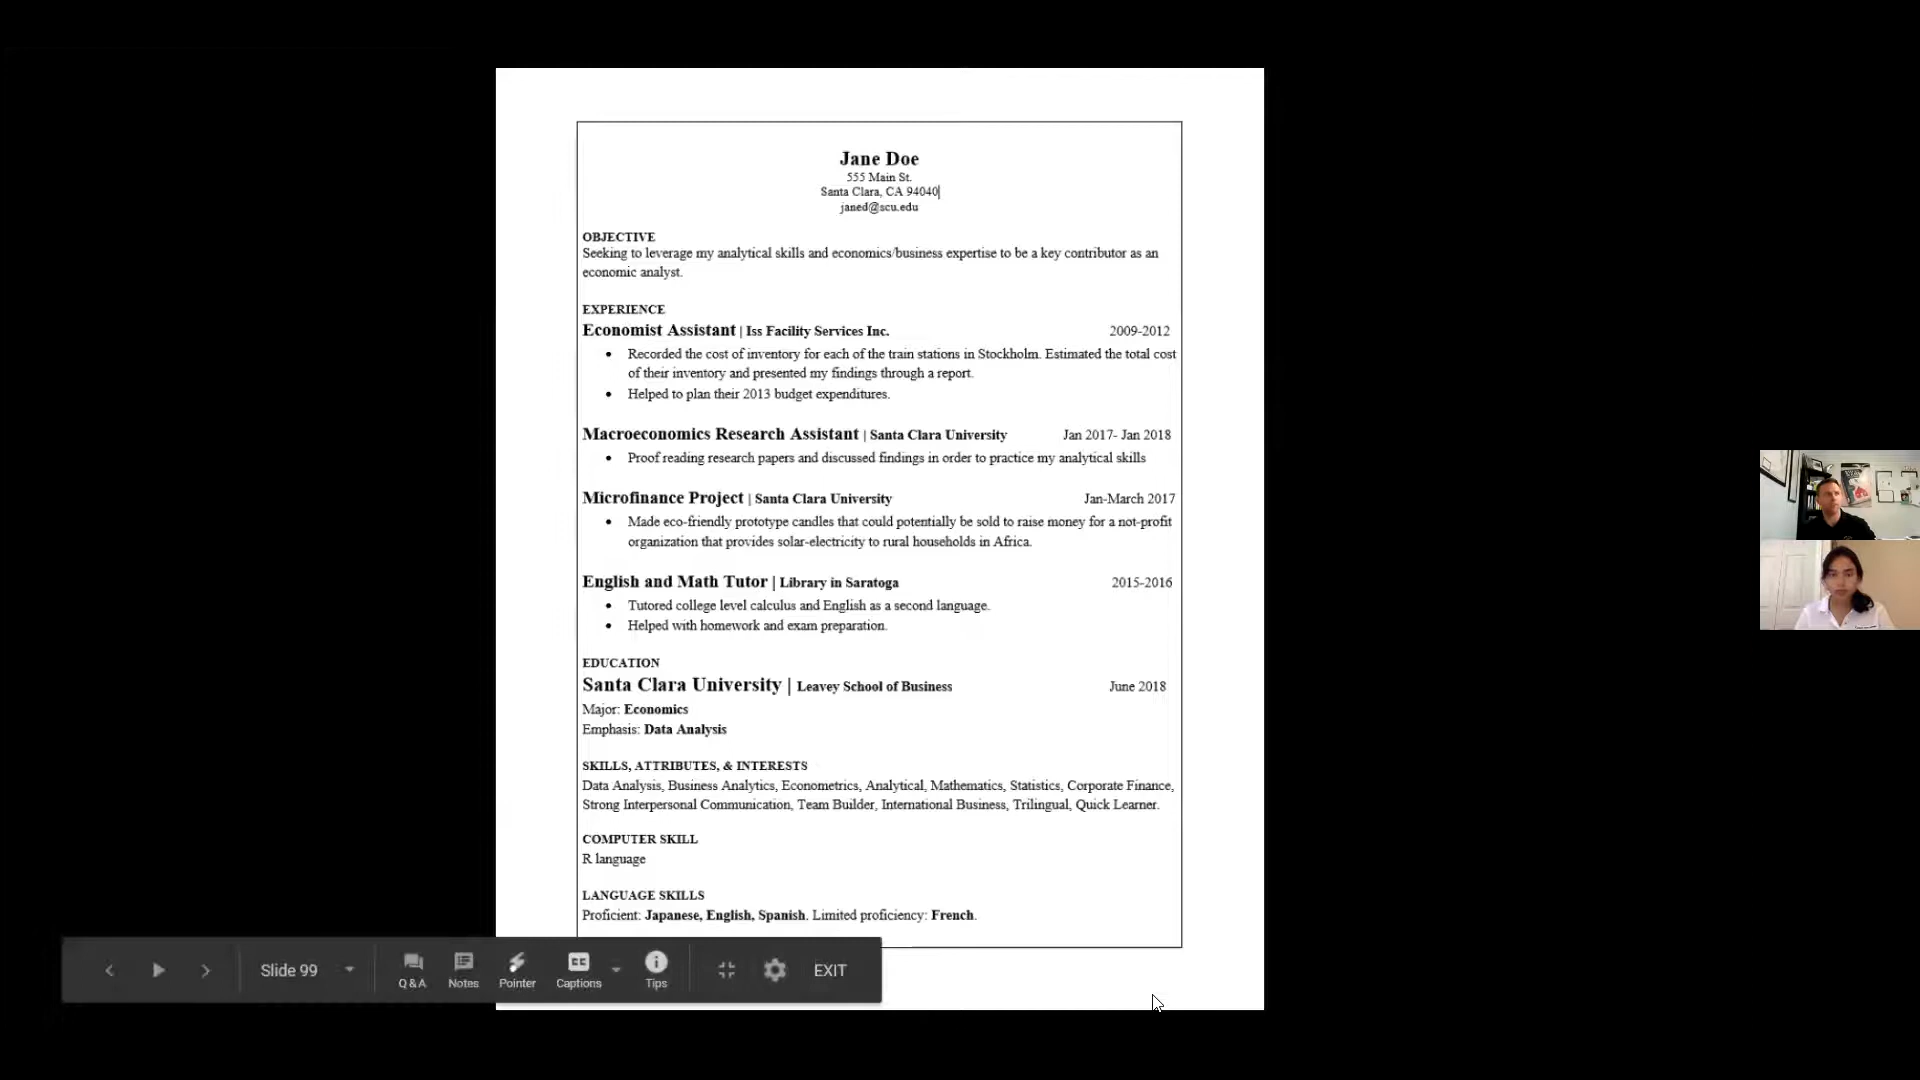 Jane Doe
555 Main St.
Santa Clara, CA 94040
janed@scu.edu
OBJECTIVE
Seeking to leverage my analytical skills and economics/business expertise to be a key contributor as an
economic analyst.
EXPERIENCE
Economist Assistant | Iss Facility Services Inc. 2009-2012
• Recorded the cost of inventory for each of the train stations in Stockholm. Estimated the total cost
of their inventory and presented my findings through a report.
• Helped to plan their 2013 budget expenditures.
Macroeconomics Research Assistant | Santa Clara University Jan 2017- Jan 2018
• Proof reading research papers and discussed findings in order to practice my analytical skills
Microfinance Project | Santa Clara University Jan-March 2017
• Made eco-friendly prototype candles that could potentially be sold to raise money for a not-profit
organization that provides solar-electricity to rural households in Africa.
English and Math Tutor | Library in Saratoga 2015-2016
• Tutored college level calculus and English as a second language.
• Helped with homework and exam preparation.
EDUCATION
Santa Clara University | Leavey School of Business June 2018
Major: Economics
Emphasis: Data Analysis
SKILLS, ATTRIBUTES, & INTERESTS
Data Analysis, Business Analytics, Econometrics, Analytical, Mathematics, Statistics, Corporate Finance,
Strong Interpersonal Communication, Team Builder, International Business, Trilingual, Quick Learner.
COMPUTER SKILL
R language
LANGUAGE SKILLS
Proficient: Japanese, English, Spanish. Limited proficiency: French.
Slide 99
Q&A
Notes
Pointer
CC
Captions
Tips
EXIT